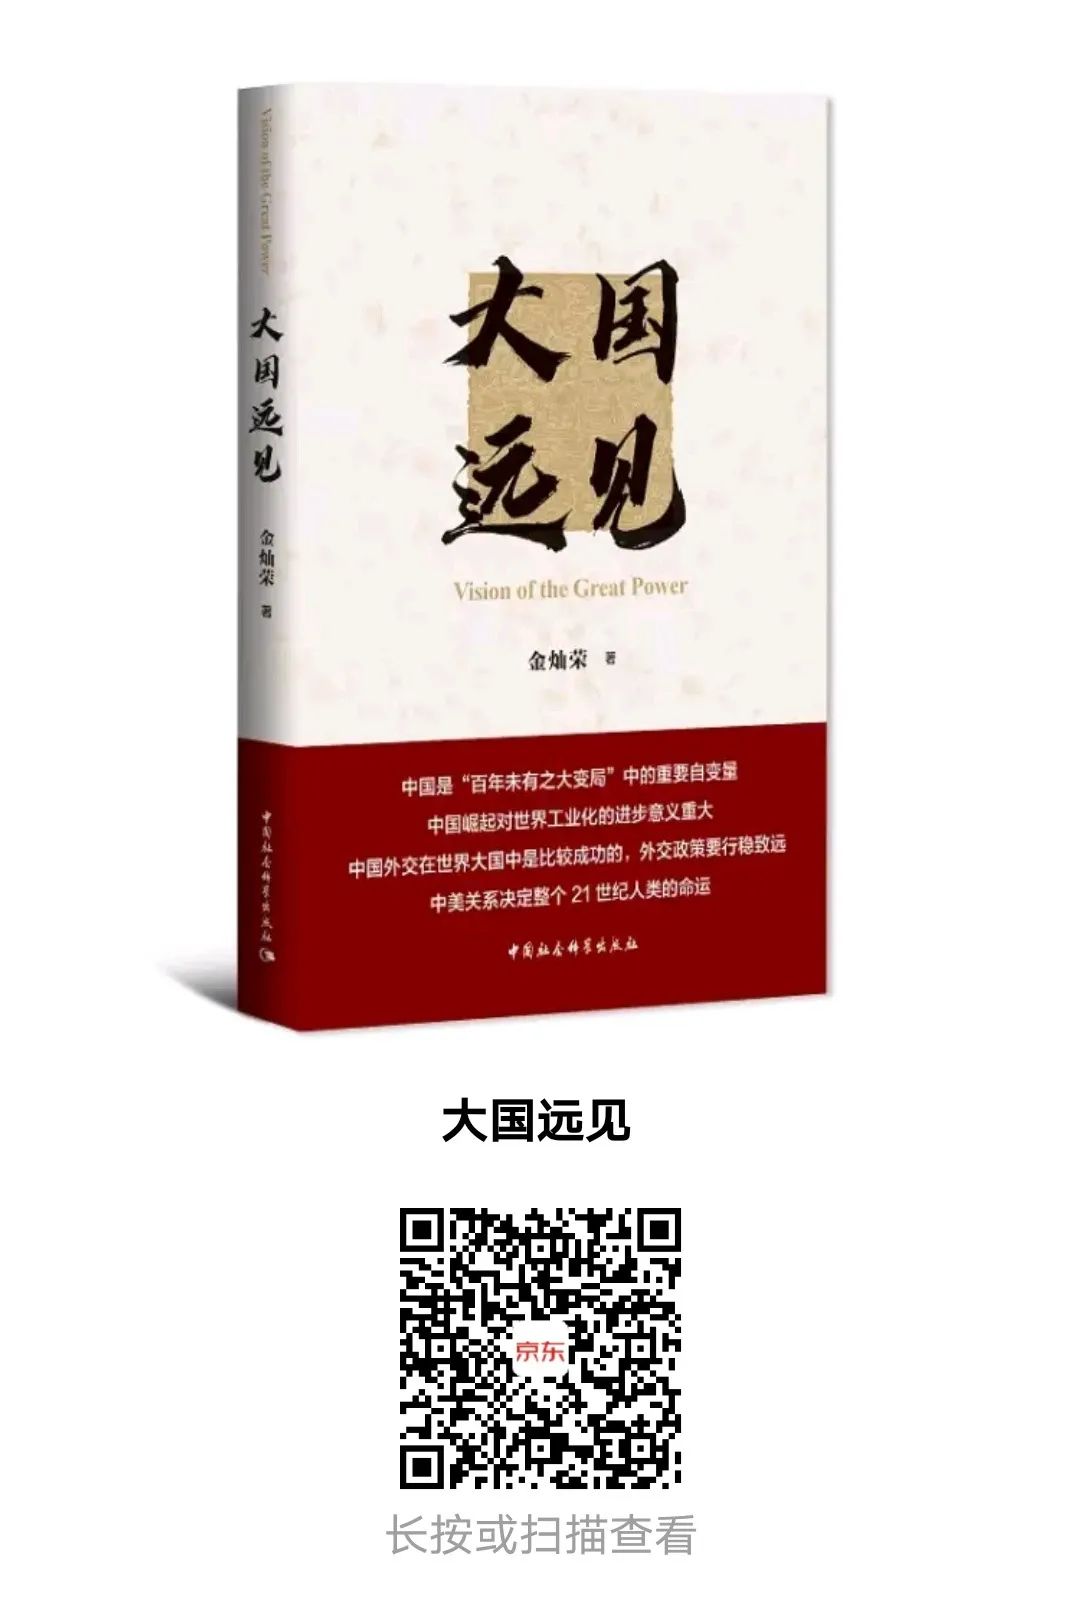 Vision of the Great Power
大国远见
金灿荣 著
中国社会科学出版社
大国
远见
Vision of the Great Power
金灿荣 著
中国是“百年未有之大变局”中的重要自变量
中国崛起对世界工业化的进步意义重大
中国外交在世界大国中是比较成功的，外交政策要行稳致远
中美关系决定整个 21 世纪人类的命运
中国社会科学出版社
大国远见
京东
长按或扫描查看